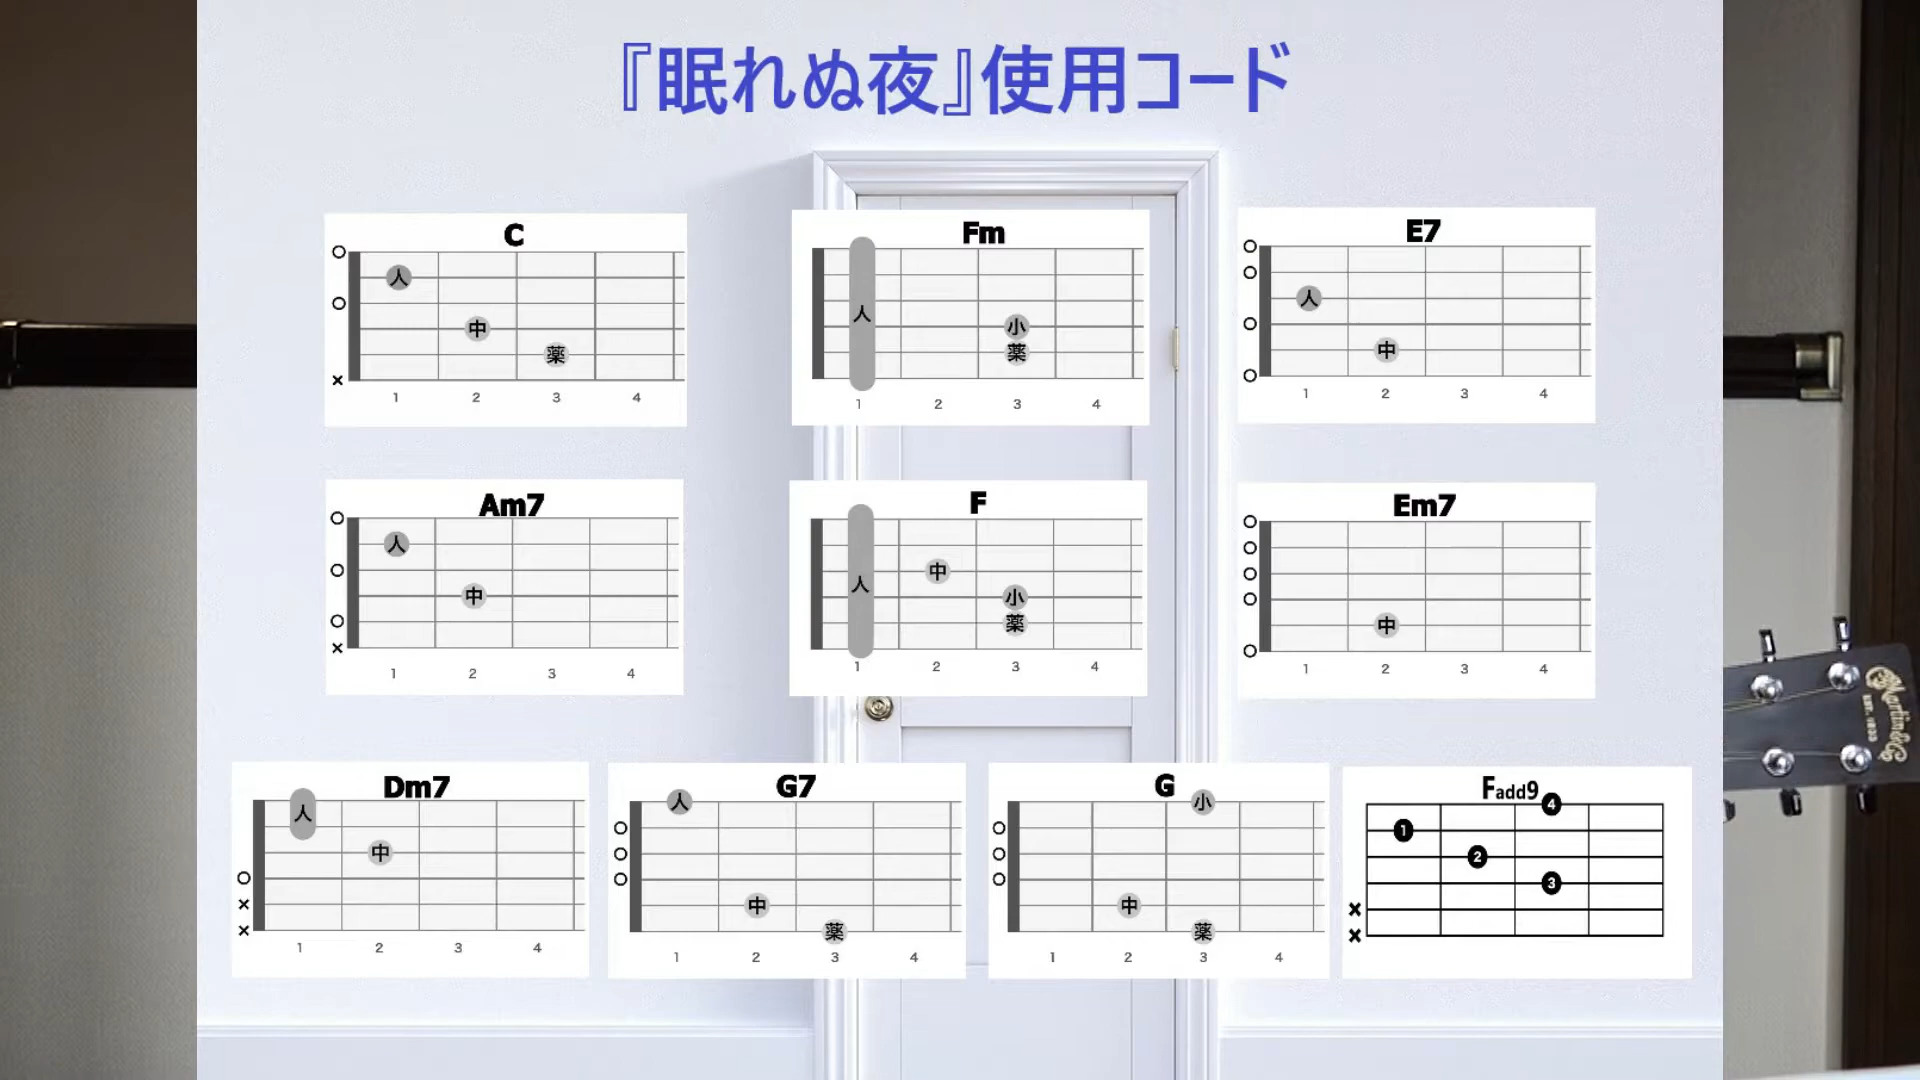 『眠れぬ夜』使用コード
C
人
中
薬
× 
1 2 3 4
Fm
人
小
薬
1 2 3 4
E7
人
中
1 2 3 4
Am7
人
中
×
1 2 3 4
F
人
中
小
薬
1 2 3 4
Em7
中
1 2 3 4
Dm7
人
中
×
×
1 2 3 4
G7
人
中
薬
1 2 3 4
G
小
中
薬
1 2 3 4
Fadd9
4
1
2
3
×
×
Martin & Co
EST. 1833